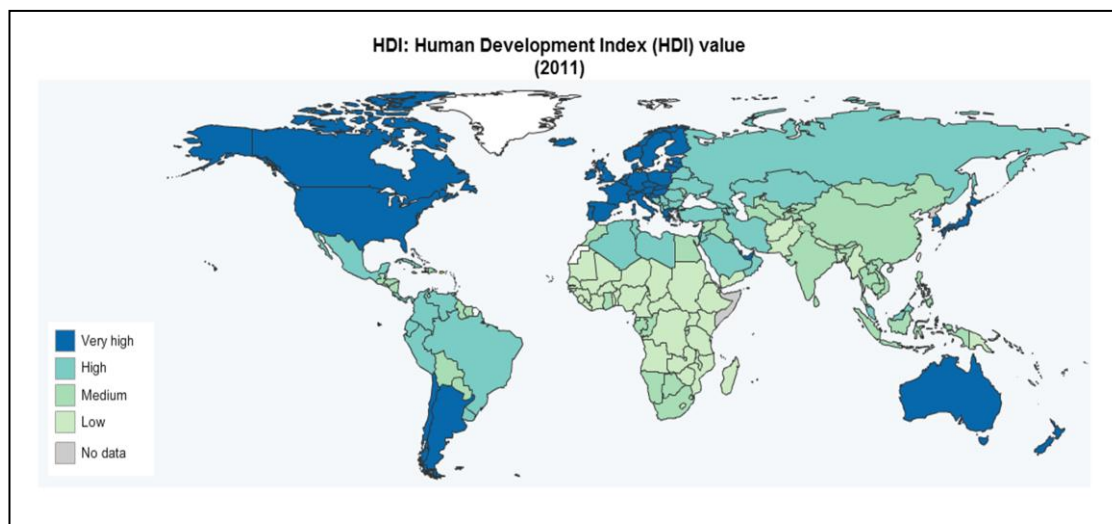 HDI: Human Development Index (HDI) value
(2011)
Very high
High
Medium
Low
No data